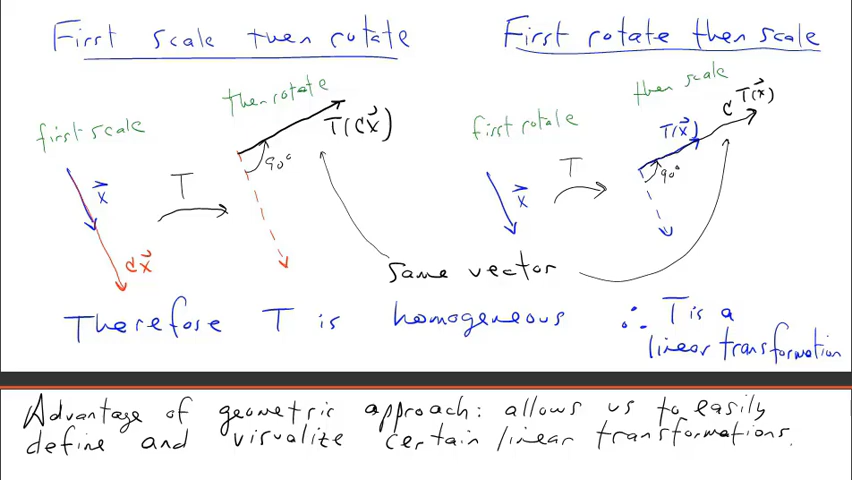 First scale then rotate
First rotate then scale
first scale
then rotate
T(cx⃗)
90°
x⃗
T
cx⃗
first rotate
then scale
T(x⃗)
c T(x⃗)
90°
T
x⃗
Same vector
Therefore T is homogeneous
∴ T is a
linear transformation
Advantage of geometric approach: allows us to easily
define and visualize certain linear transformations.